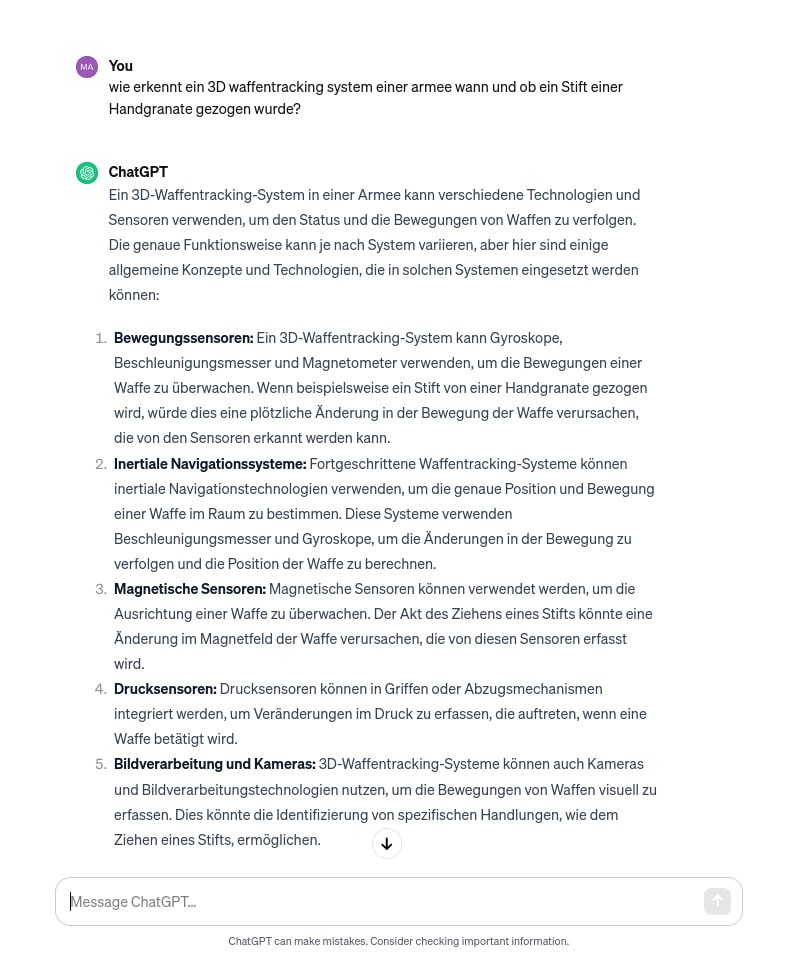 MA
You
wie erkennt ein 3D waffentracking system einer armee wann und ob ein Stift einer
Handgranate gezogen wurde?
ChatGPT
Ein 3D-Waffentracking-System in einer Armee kann verschiedene Technologien und
Sensoren verwenden, um den Status und die Bewegungen von Waffen zu verfolgen.
Die genaue Funktionsweise kann je nach System variieren, aber hier sind einige
allgemeine Konzepte und Technologien, die in solchen Systemen eingesetzt werden
können:
1. Bewegungssensoren: Ein 3D-Waffentracking-System kann Gyroskope,
Beschleunigungsmesser und Magnetometer verwenden, um die Bewegungen einer
Waffe zu überwachen. Wenn beispielsweise ein Stift von einer Handgranate gezogen
wird, würde dies eine plötzliche Änderung in der Bewegung der Waffe verursachen,
die von den Sensoren erkannt werden kann.
2. Inertiale Navigationssysteme: Fortgeschrittene Waffentracking-Systeme können
inertiale Navigationstechnologien verwenden, um die genaue Position und Bewegung
einer Waffe im Raum zu bestimmen. Diese Systeme verwenden
Beschleunigungsmesser und Gyroskope, um die Änderungen in der Bewegung zu
verfolgen und die Position der Waffe zu berechnen.
3. Magnetische Sensoren: Magnetische Sensoren können verwendet werden, um die
Ausrichtung einer Waffe zu überwachen. Der Akt des Ziehens eines Stifts könnte eine
Änderung im Magnetfeld der Waffe verursachen, die von diesen Sensoren erfasst
wird.
4. Drucksensoren: Drucksensoren können in Griffen oder Abzugsmechanismen
integriert werden, um Veränderungen im Druck zu erfassen, die auftreten, wenn eine
Waffe betätigt wird.
5. Bildverarbeitung und Kameras: 3D-Waffentracking-Systeme können auch Kameras
und Bildverarbeitungstechnologien nutzen, um die Bewegungen von Waffen visuell zu
erfassen. Dies könnte die Identifizierung von spezifischen Handlungen, wie dem
Ziehen eines Stifts, ermöglichen.
Message ChatGPT...
ChatGPT can make mistakes. Consider checking important information.